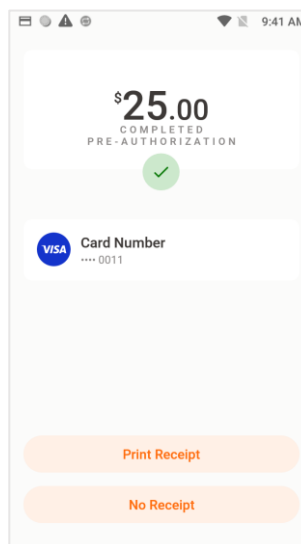 9:41 AM
$25.00
COMPLETED
PRE-AUTHORIZATION
VISA
Card Number
•••• 0011
Print Receipt
No Receipt